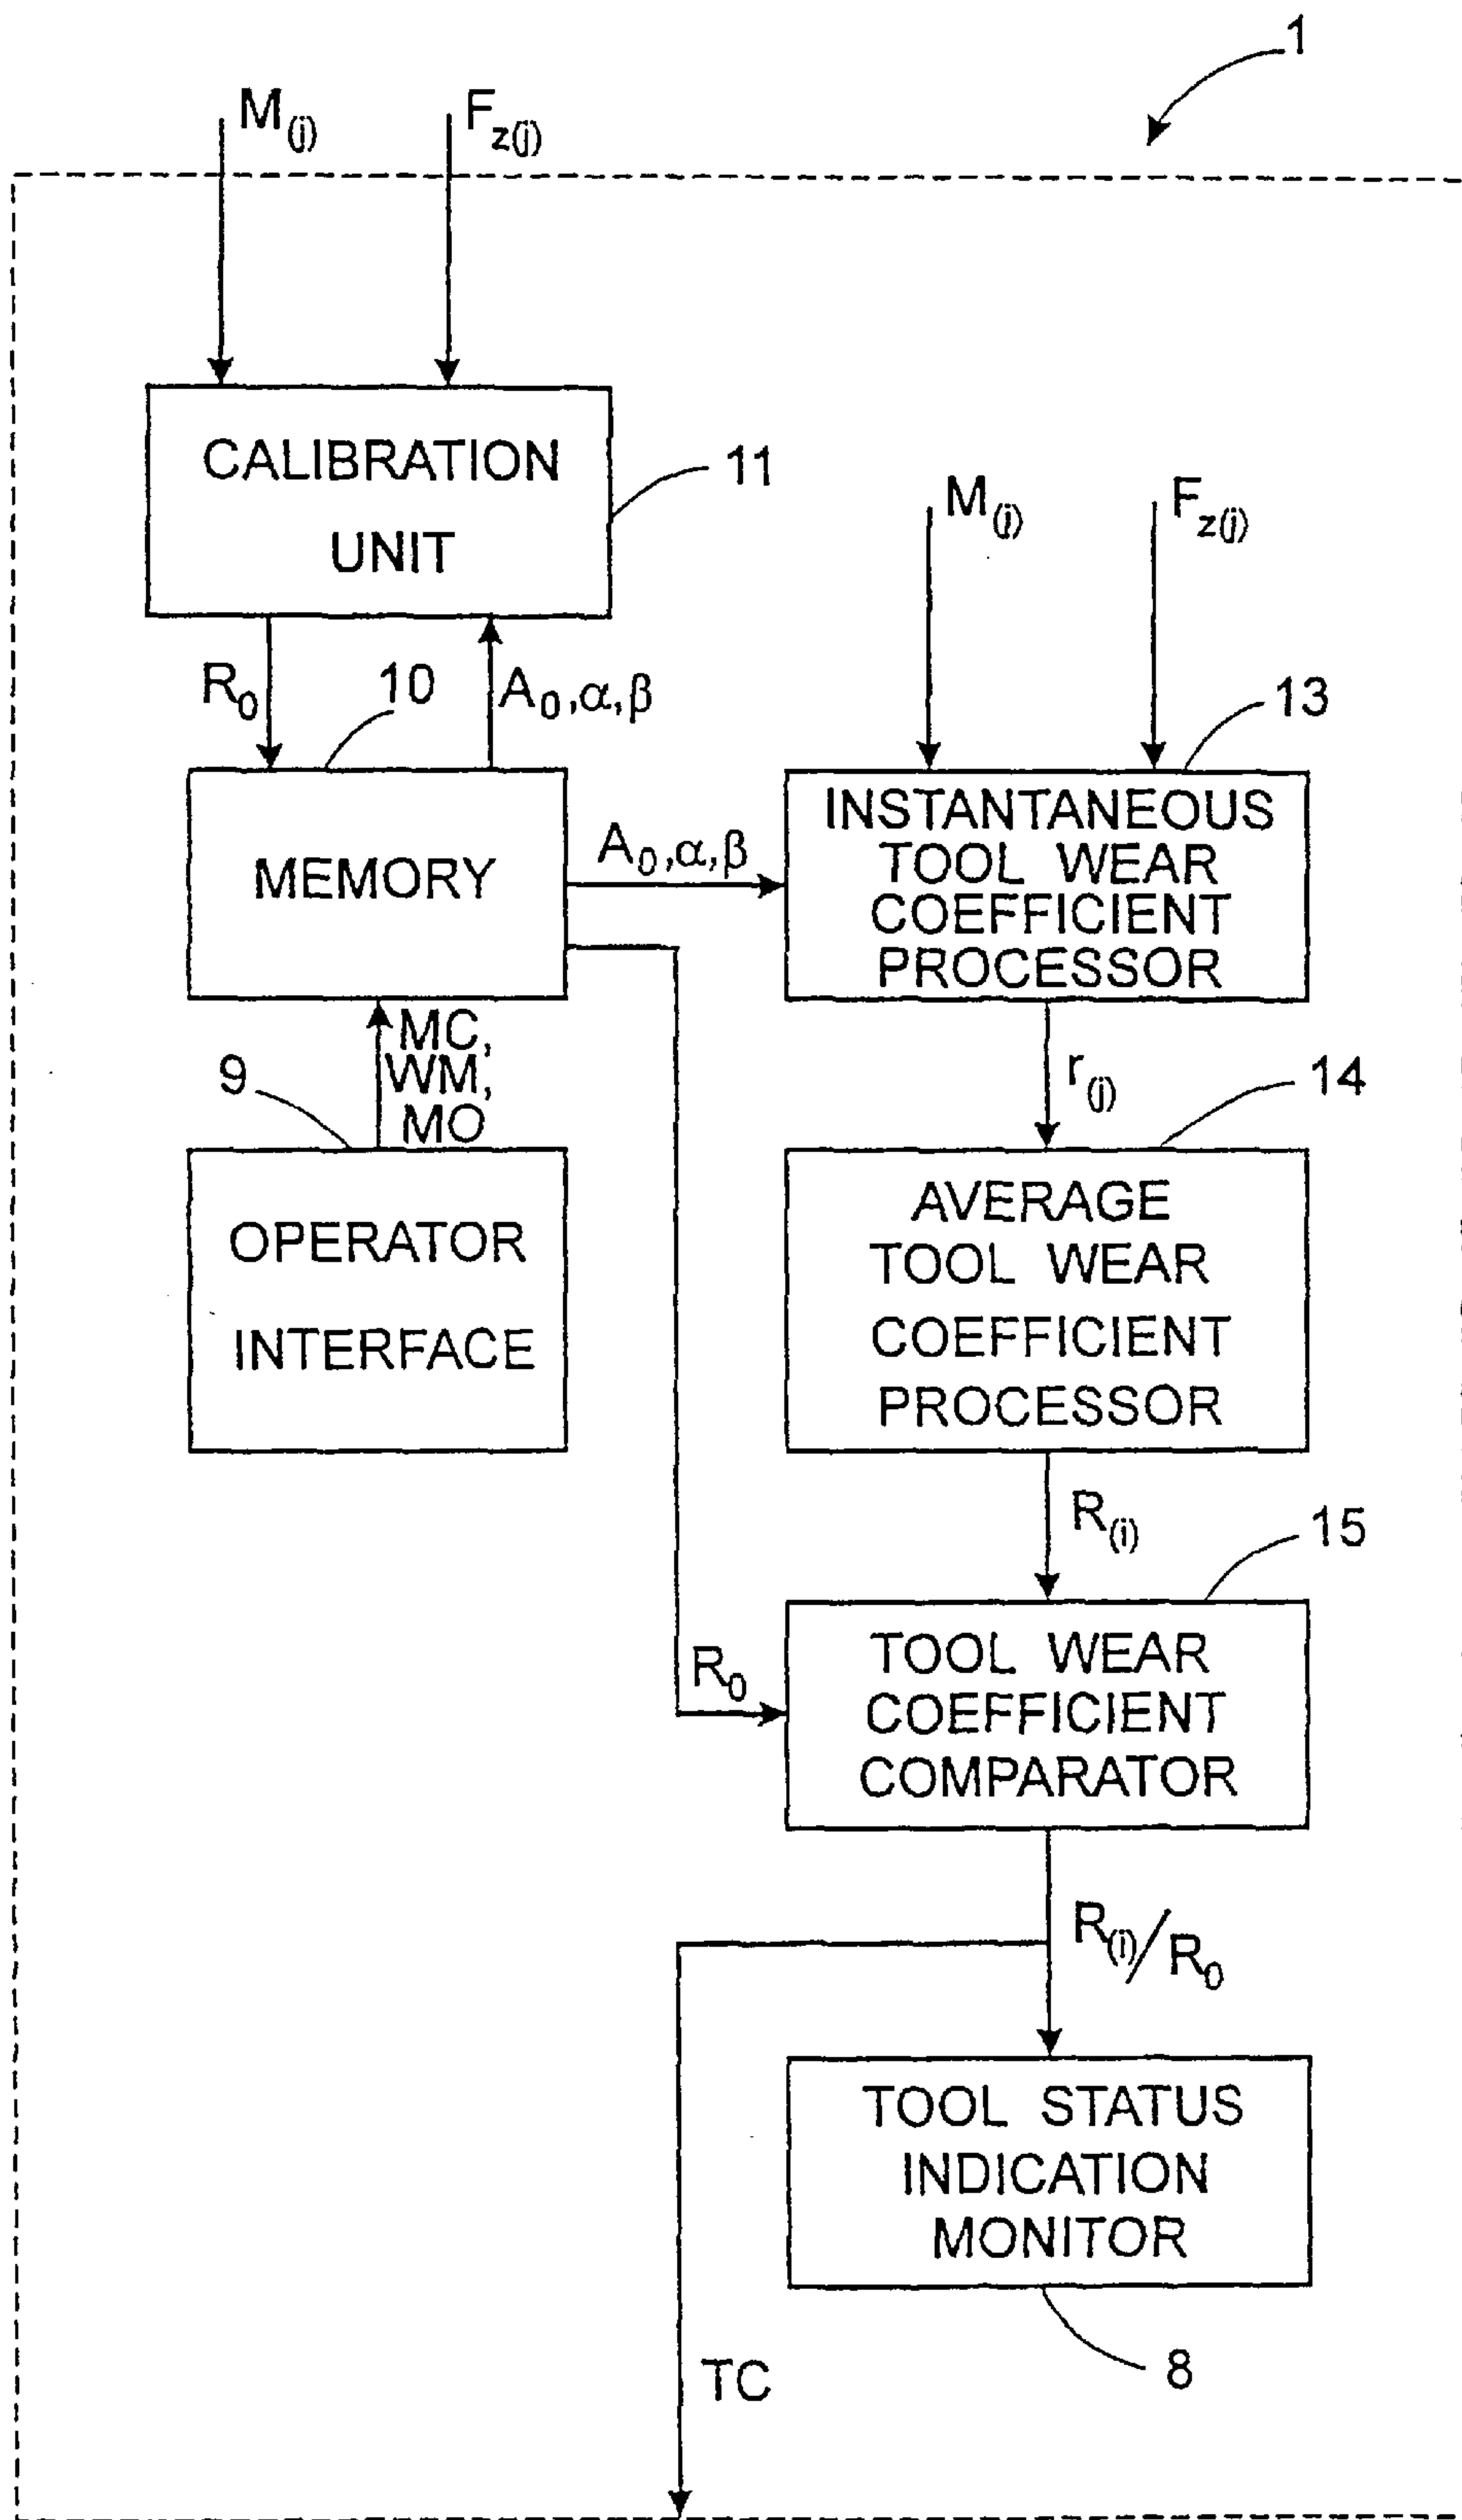 1
M(j)
Fz(j)
CALIBRATION
UNIT
11
M(j)
Fz(j)
R0
10
A0,α,β
13
MEMORY
A0,α,β
INSTANTANEOUS
TOOL WEAR
COEFFICIENT
PROCESSOR
MC,
WM,
MO
9
r(j)
14
OPERATOR
INTERFACE
AVERAGE
TOOL WEAR
COEFFICIENT
PROCESSOR
R(i)
15
R0
TOOL WEAR
COEFFICIENT
COMPARATOR
R(i)/R0
TOOL STATUS
INDICATION
MONITOR
TC
8